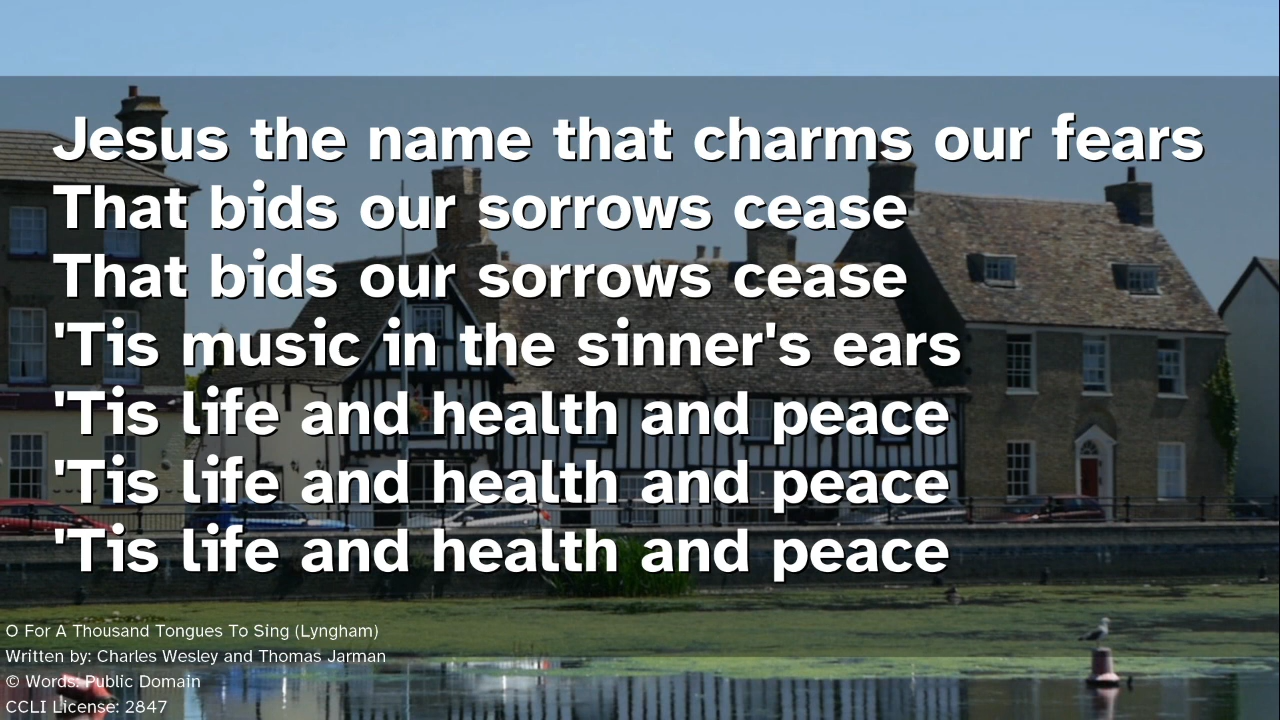 Jesus the name that charms our fears
That bids our sorrows cease
That bids our sorrows cease
'Tis music in the sinner's ears
'Tis life and health and peace
'Tis life and health and peace
'Tis life and health and peace
O For A Thousand Tongues To Sing (Lyngham)
Written by: Charles Wesley and Thomas Jarman
© Words: Public Domain
CCLI License: 2847